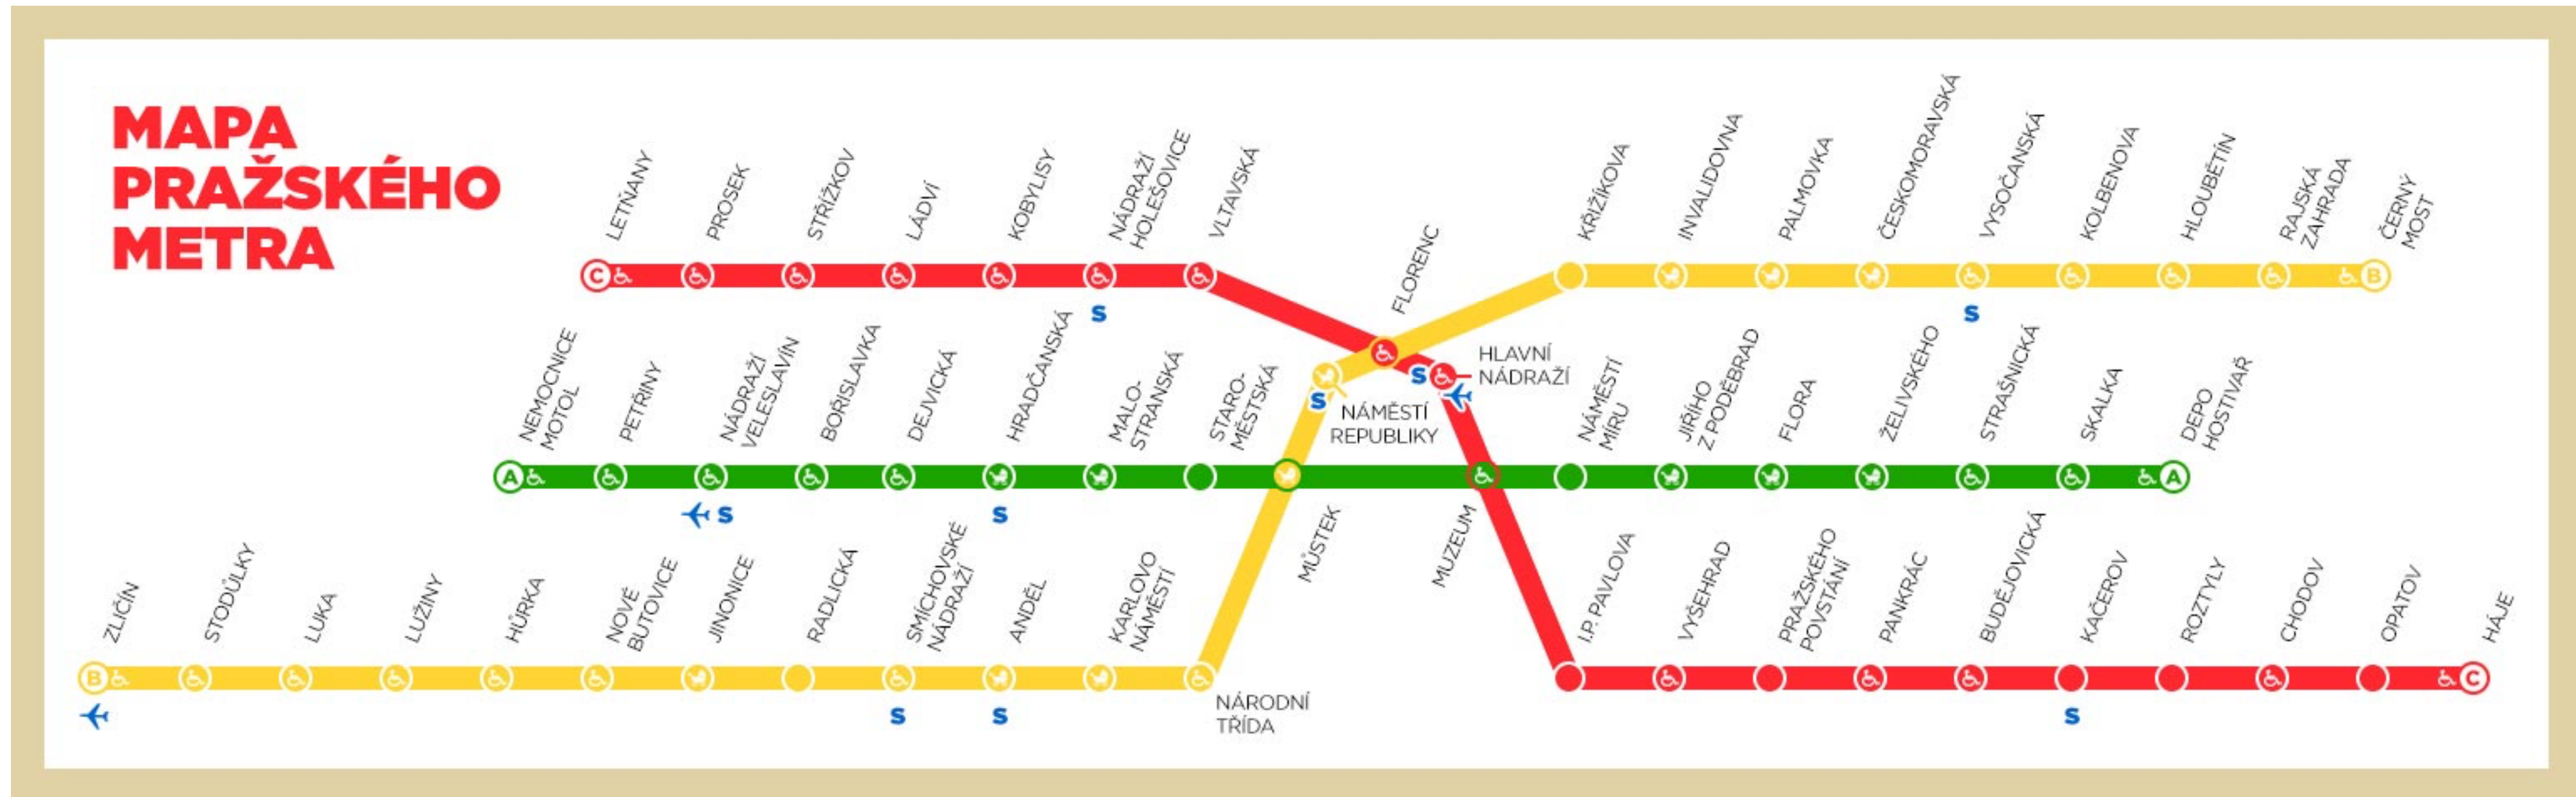 MAPA
PRAŽSKÉHO
METRA
LETŇANY
PROSEK
STŘÍŽKOV
LÁDVÍ
KOBYLISY
NÁDRAŽÍ
HOLEŠOVICE
VLTAVSKÁ
FLORENC
KŘIŽÍKOVA
INVALIDOVNA
PALMOVKA
ČESKOMORAVSKÁ
VYSOČANSKÁ
KOLBENOVA
HLOUBĚTÍN
RAJSKÁ
ZAHRADA
ČERNÝ
MOST
C
B
S
S
NEMOCNICE
MOTOL
PETŘINY
NÁDRAŽÍ
VELESLAVÍN
BOŘISLAVKA
DEJVICKÁ
HRADČANSKÁ
MALO-
STRANSKÁ
STARO-
MĚSTSKÁ
S
NÁMĚSTÍ
REPUBLIKY
S
HLAVNÍ
NÁDRAŽÍ
NÁMĚSTÍ
MÍRU
JIŘÍHO
Z PODĚBRAD
FLORA
ŽELIVSKÉHO
STRAŠNICKÁ
SKALKA
DEPO
HOSTIVAŘ
A
A
S
S
MŮSTEK
MUZEUM
ZLIČÍN
STODŮLKY
LUKA
LUŽINY
HŮRKA
NOVÉ
BUTOVICE
JINONICE
RADLICKÁ
SMÍCHOVSKÉ
NÁDRAŽÍ
ANDĚL
KARLOVO
NÁMĚSTÍ
NÁRODNÍ
TŘÍDA
I.P. PAVLOVA
VYŠEHRAD
PRAŽSKÉHO
POVSTÁNÍ
PANKRÁC
BUDĚJOVICKÁ
KAČEROV
ROZTYLY
CHODOV
OPATOV
HÁJE
B
C
S
S
S